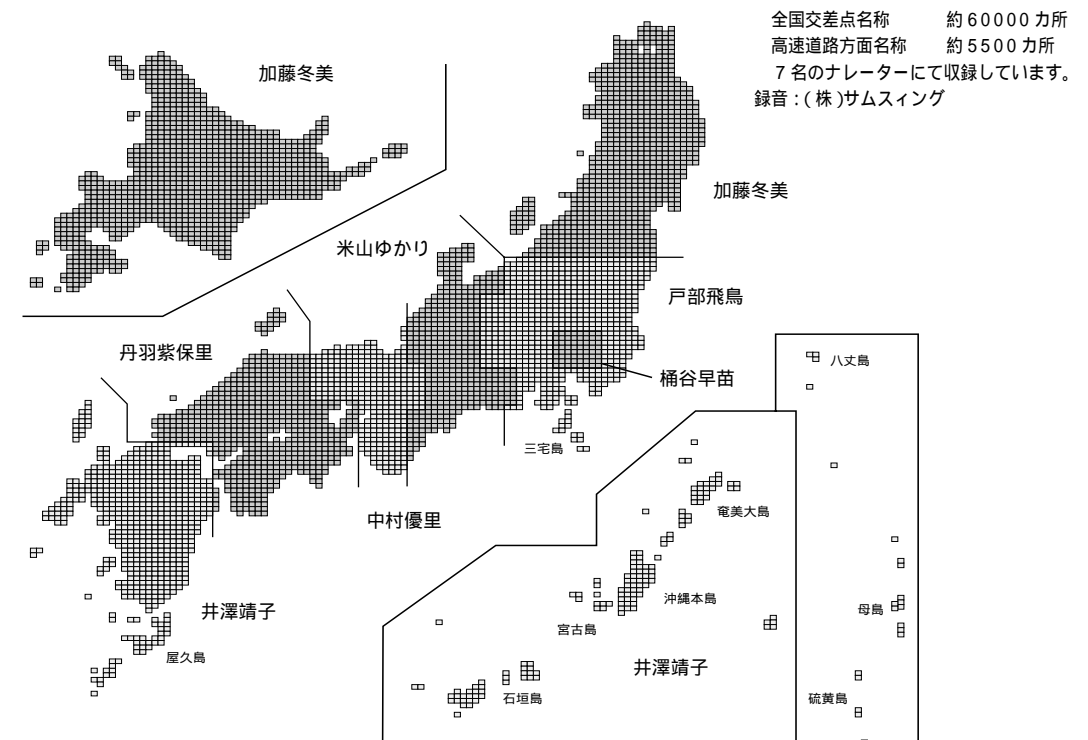 全国交差点名称 約60000カ所
高速道路方面名称 約5500カ所
7名のナレーターにて収録しています。
録音:(株)サムスィング
加藤冬美
加藤冬美
米山ゆかり
戸部飛鳥
丹羽紫保里
桶谷早苗
八丈島
三宅島
奄美大島
中村優里
沖縄本島
母島
井澤靖子
宮古島
屋久島
井澤靖子
石垣島
硫黄島